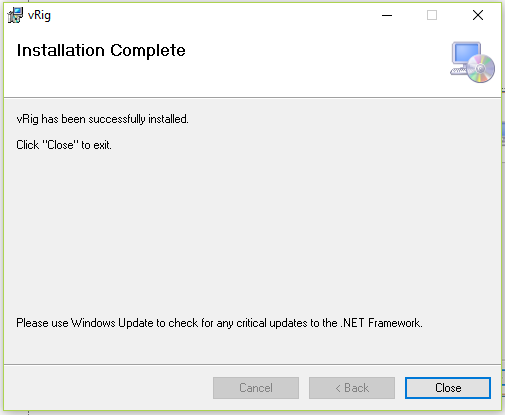 vRig
Installation Complete
vRig has been successfully installed.
Click "Close" to exit.
Please use Windows Update to check for any critical updates to the .NET Framework.
Cancel
< Back
Close